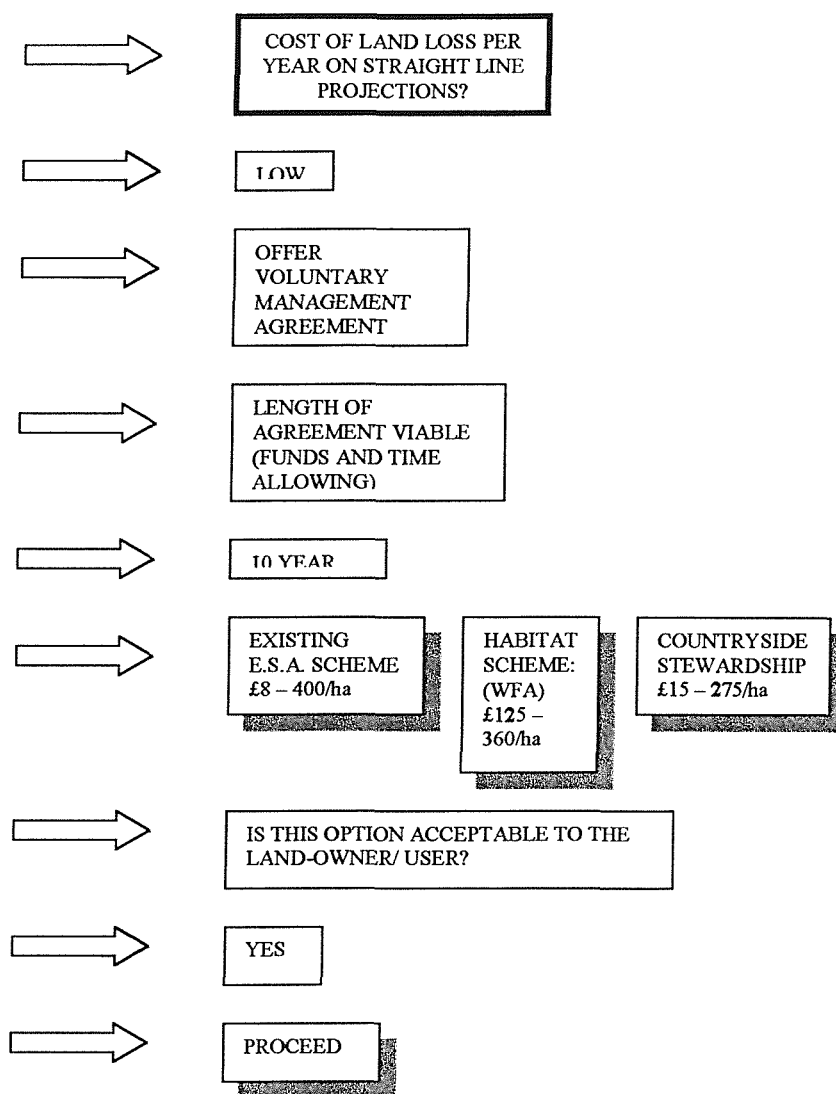 COST OF LAND LOSS PER
YEAR ON STRAIGHT LINE
PROJECTIONS?
LOW
OFFER
VOLUNTARY
MANAGEMENT
AGREEMENT
LENGTH OF
AGREEMENT VIABLE
(FUNDS AND TIME
ALLOWING)
10 YEAR
EXISTING
E.S.A. SCHEME
£8 – 400/ha
HABITAT
SCHEME:
(WFA)
£125 –
360/ha
COUNTRYSIDE
STEWARDSHIP
£15 – 275/ha
IS THIS OPTION ACCEPTABLE TO THE
LAND-OWNER/ USER?
YES
PROCEED